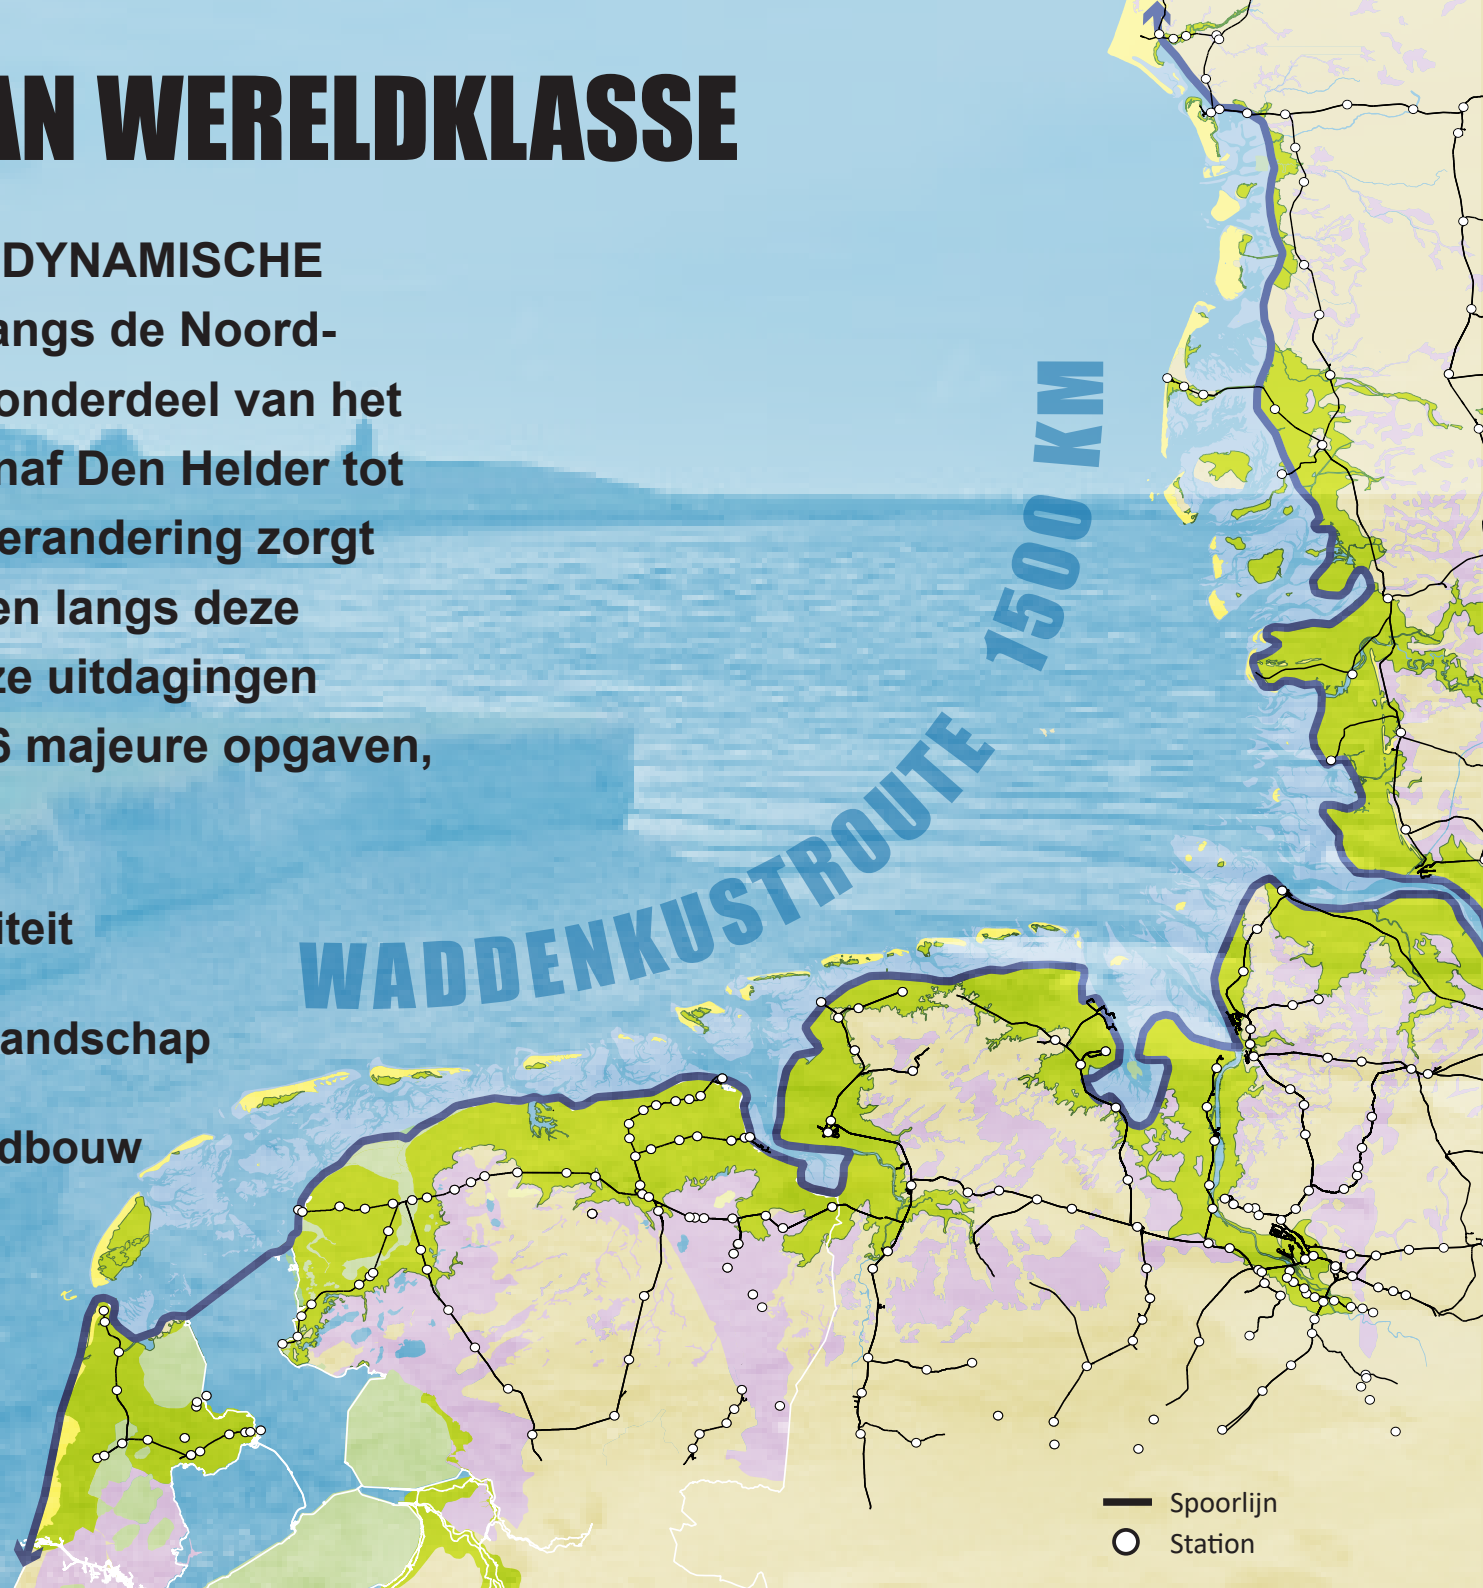 AN WERELDKLASSE
DYNAMISCHE
angs de Noord-
onderdeel van het
naf Den Helder tot
erandering zorgt
en langs deze
ze uitdagingen
6 majeure opgaven,
iteit
andschap
dbouw
WADDENKUSTROUTE 1500 KM
Spoorlijn
Station